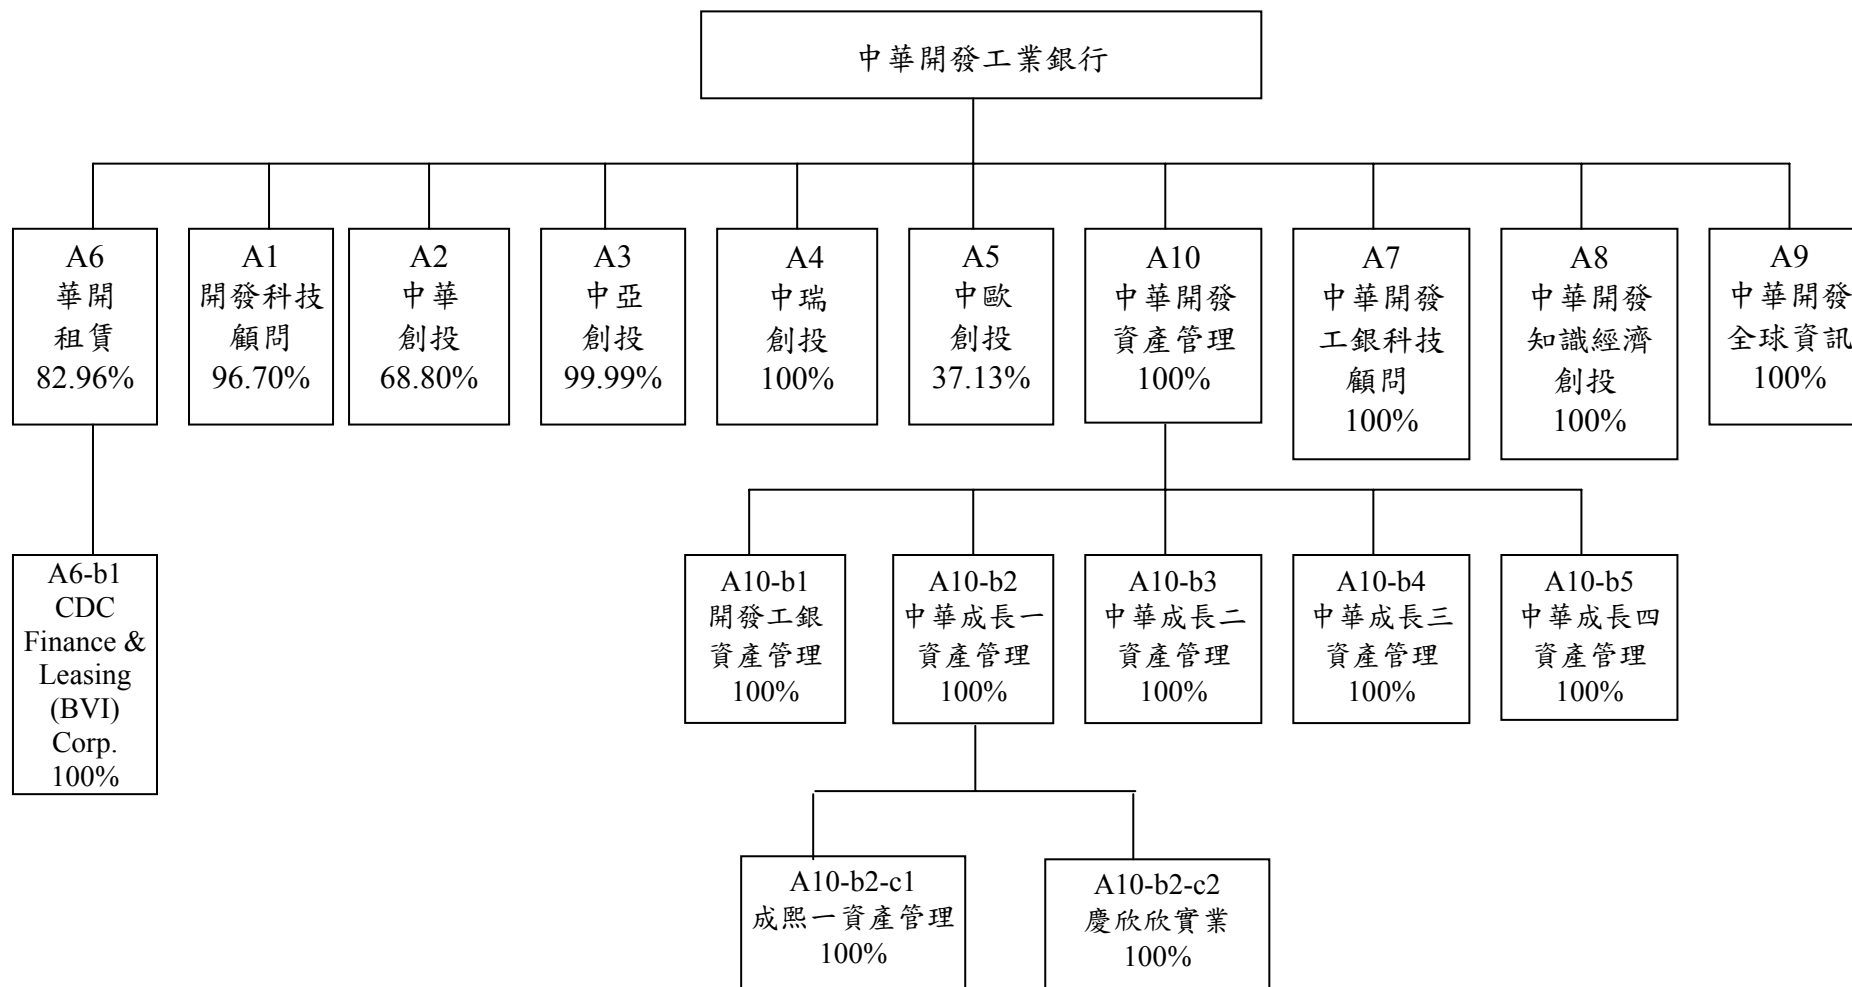 中華開發工業銀行
A6
華開
租賃
82.96%
A1
開發科技
顧問
96.70%
A2
中華
創投
68.80%
A3
中亞
創投
99.99%
A4
中瑞
創投
100%
A5
中歐
創投
37.13%
A10
中華開發
資產管理
100%
A7
中華開發
工銀科技
顧問
100%
A8
中華開發
知識經濟
創投
100%
A9
中華開發
全球資訊
100%
A6-b1
CDC
Finance &
Leasing
(BVI)
Corp.
100%
A10-b1
開發工銀
資產管理
100%
A10-b2
中華成長一
資產管理
100%
A10-b3
中華成長二
資產管理
100%
A10-b4
中華成長三
資產管理
100%
A10-b5
中華成長四
資產管理
100%
A10-b2-c1
成熙一資產管理
100%
A10-b2-c2
慶欣欣實業
100%